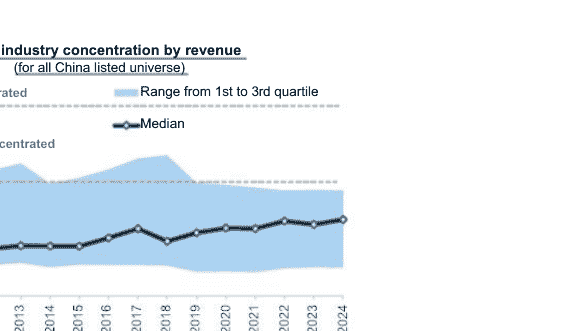 industry concentration by revenue
(for all China listed universe)
rated
Range from 1st to 3rd quartile
Median
centrated
2013
2014
2015
2016
2017
2018
2019
2020
2021
2022
2023
2024